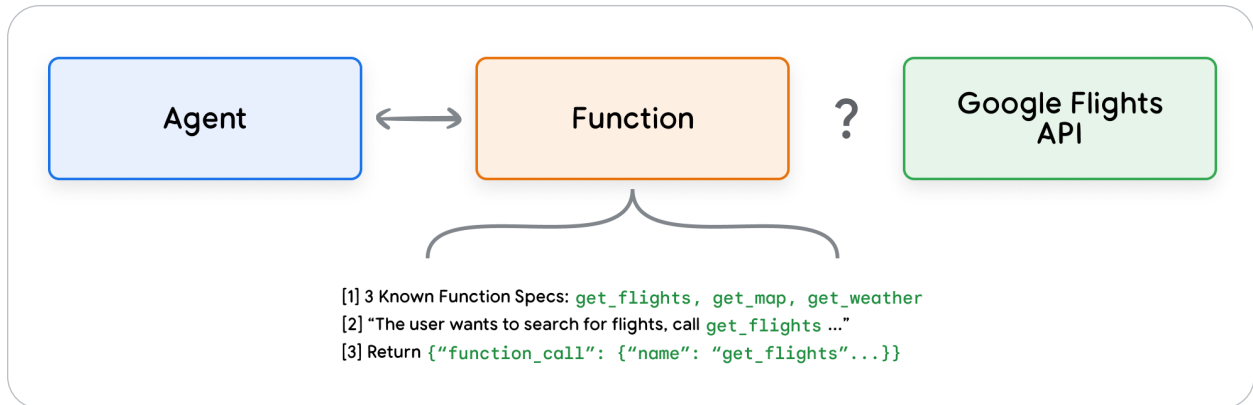 Agent
Function
?
Google Flights
API
[1] 3 Known Function Specs: get_flights, get_map, get_weather
[2] “The user wants to search for flights, call get_flights ...”
[3] Return {“function_call”: {“name”: “get_flights”...}}